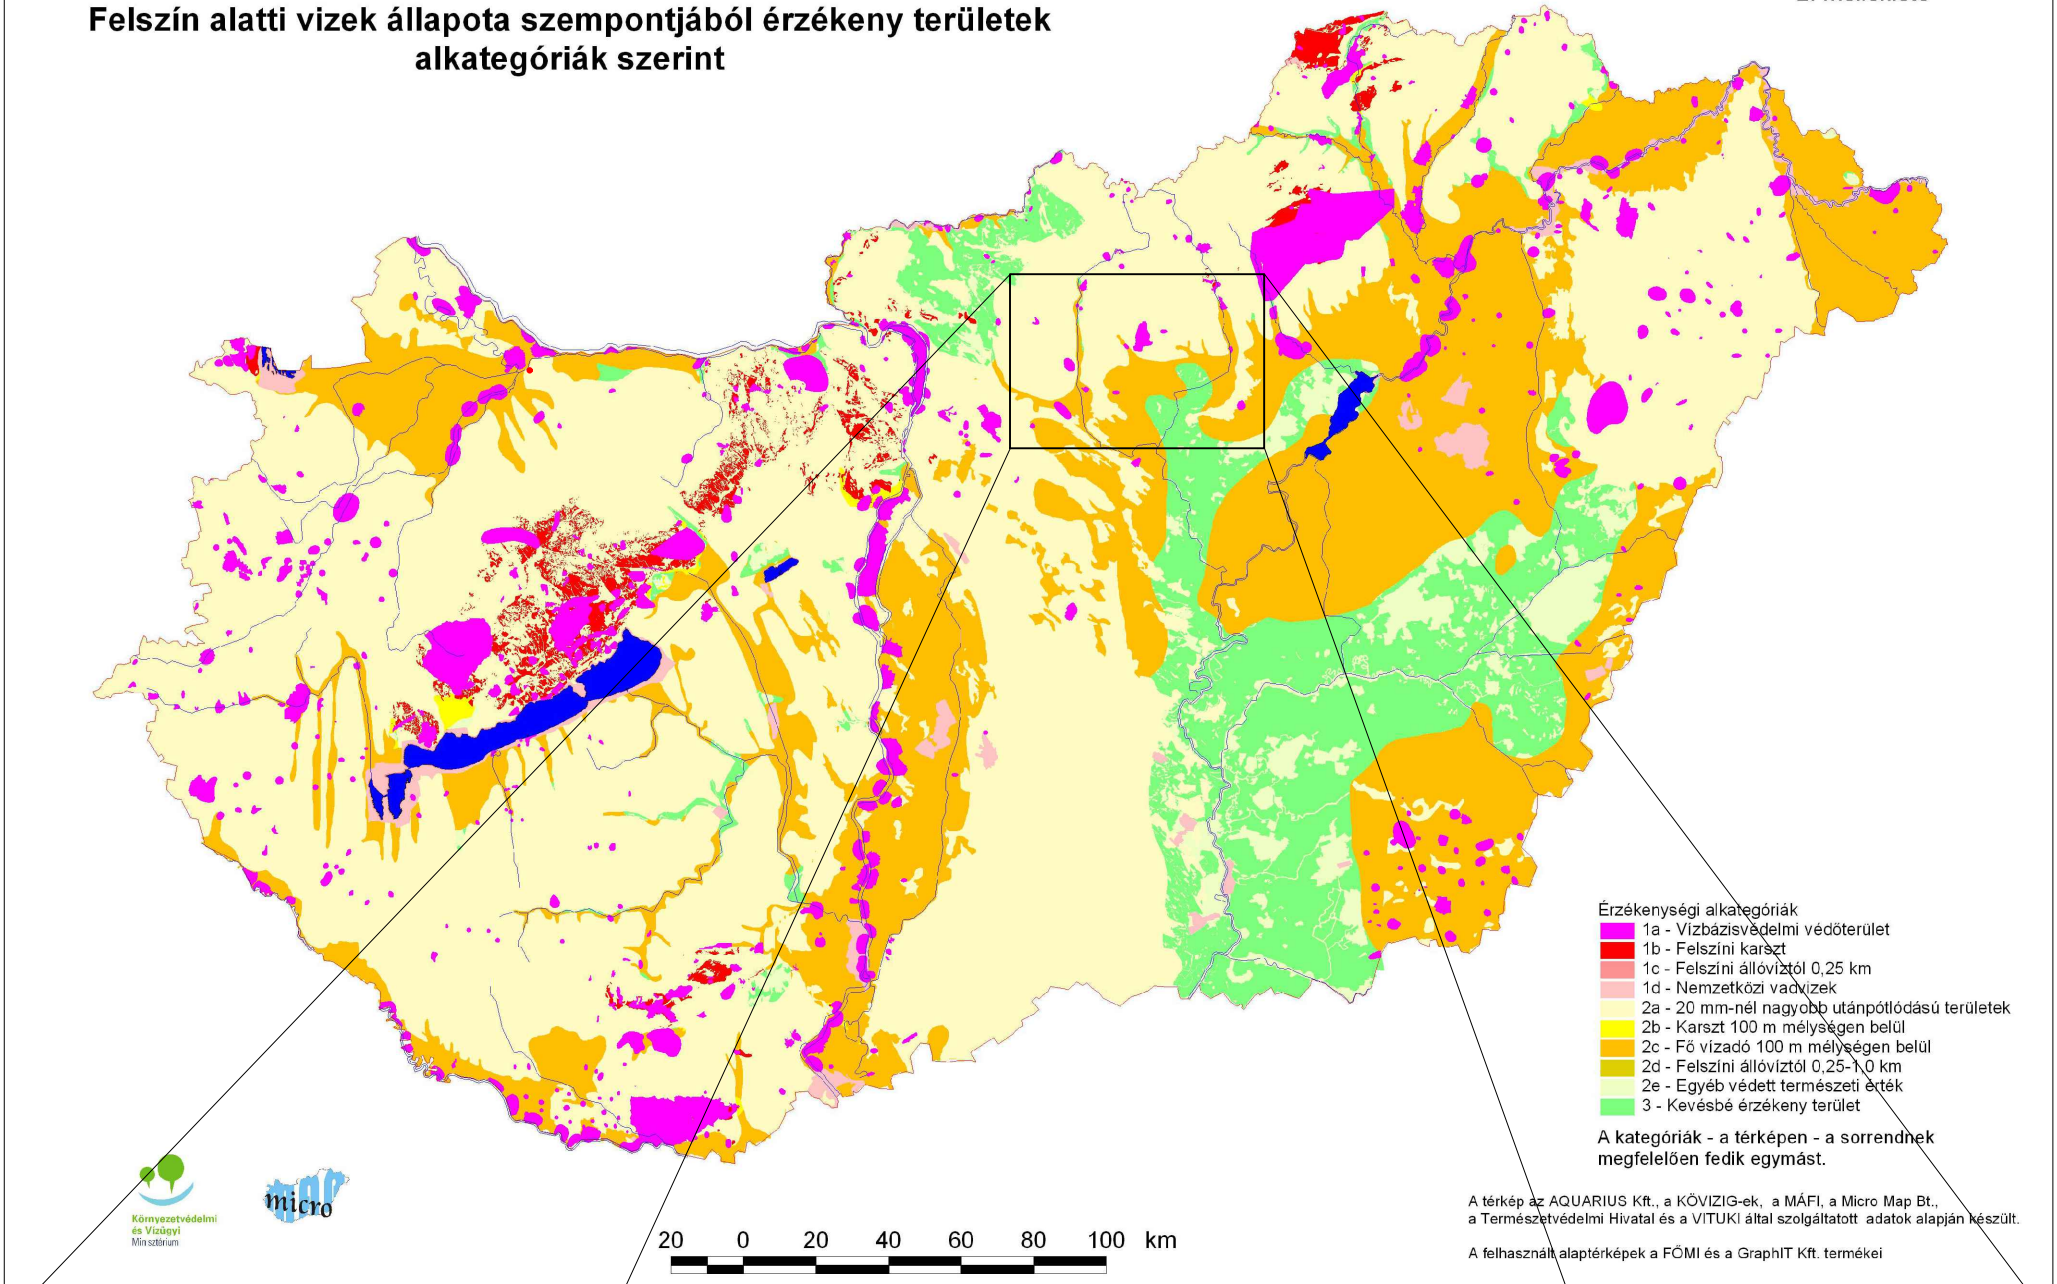 Felszín alatti vizek állapota szempontjából érzékeny területek
alkategóriák szerint
Érzékenységi alkategóriák
1a - Vízbázisvédelmi védőterület
1b - Felszíni karszt
1c - Felszíni állóvíztól 0,25 km
1d - Nemzetközi vadvizek
2a - 20 mm-nél nagyobb utánpótlódású területek
2b - Karszt 100 m mélységen belül
2c - Fő vízadó 100 m mélységen belül
2d - Felszíni állóvíztól 0,25-1,0 km
2e - Egyéb védett természeti érték
3 - Kevésbé érzékeny terület
A kategóriák - a térképen - a sorrendnek
megfelelően fedik egymást.
A térkép az AQUARIUS Kft., a KÖVIZIG-ek, a MÁFI, a Micro Map Bt.,
a Természetvédelmi Hivatal és a VITUKI által szolgáltatott adatok alapján készült.
A felhasznált alaptérképek a FÖMI és a GraphIT Kft. termékei
Környezetvédelmi
és Vízügyi
Minisztérium
map
micro
20 0 20 40 60 80 100 km